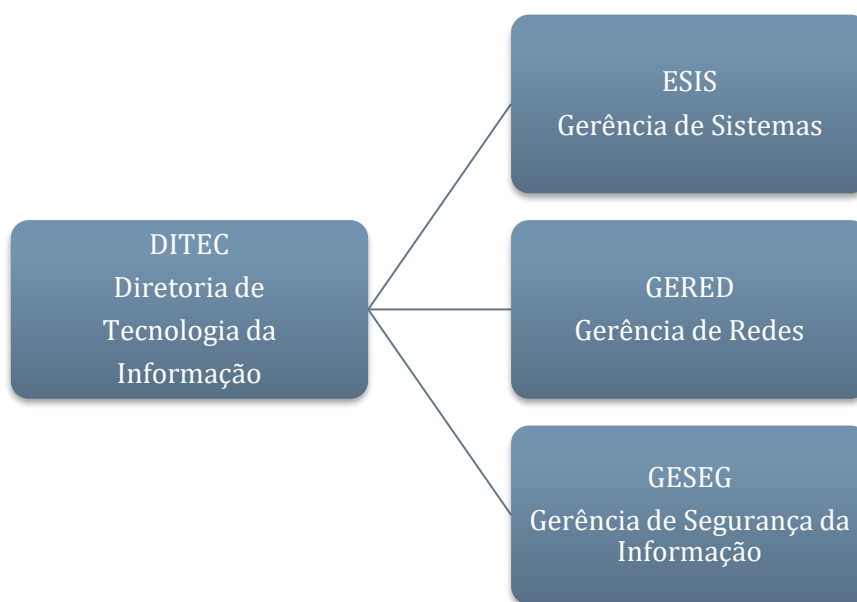 ESIS
Gerência de Sistemas
DITEC
Diretoria de
Tecnologia da
Informação
GERED
Gerência de Redes
GESEG
Gerência de Segurança da
Informação